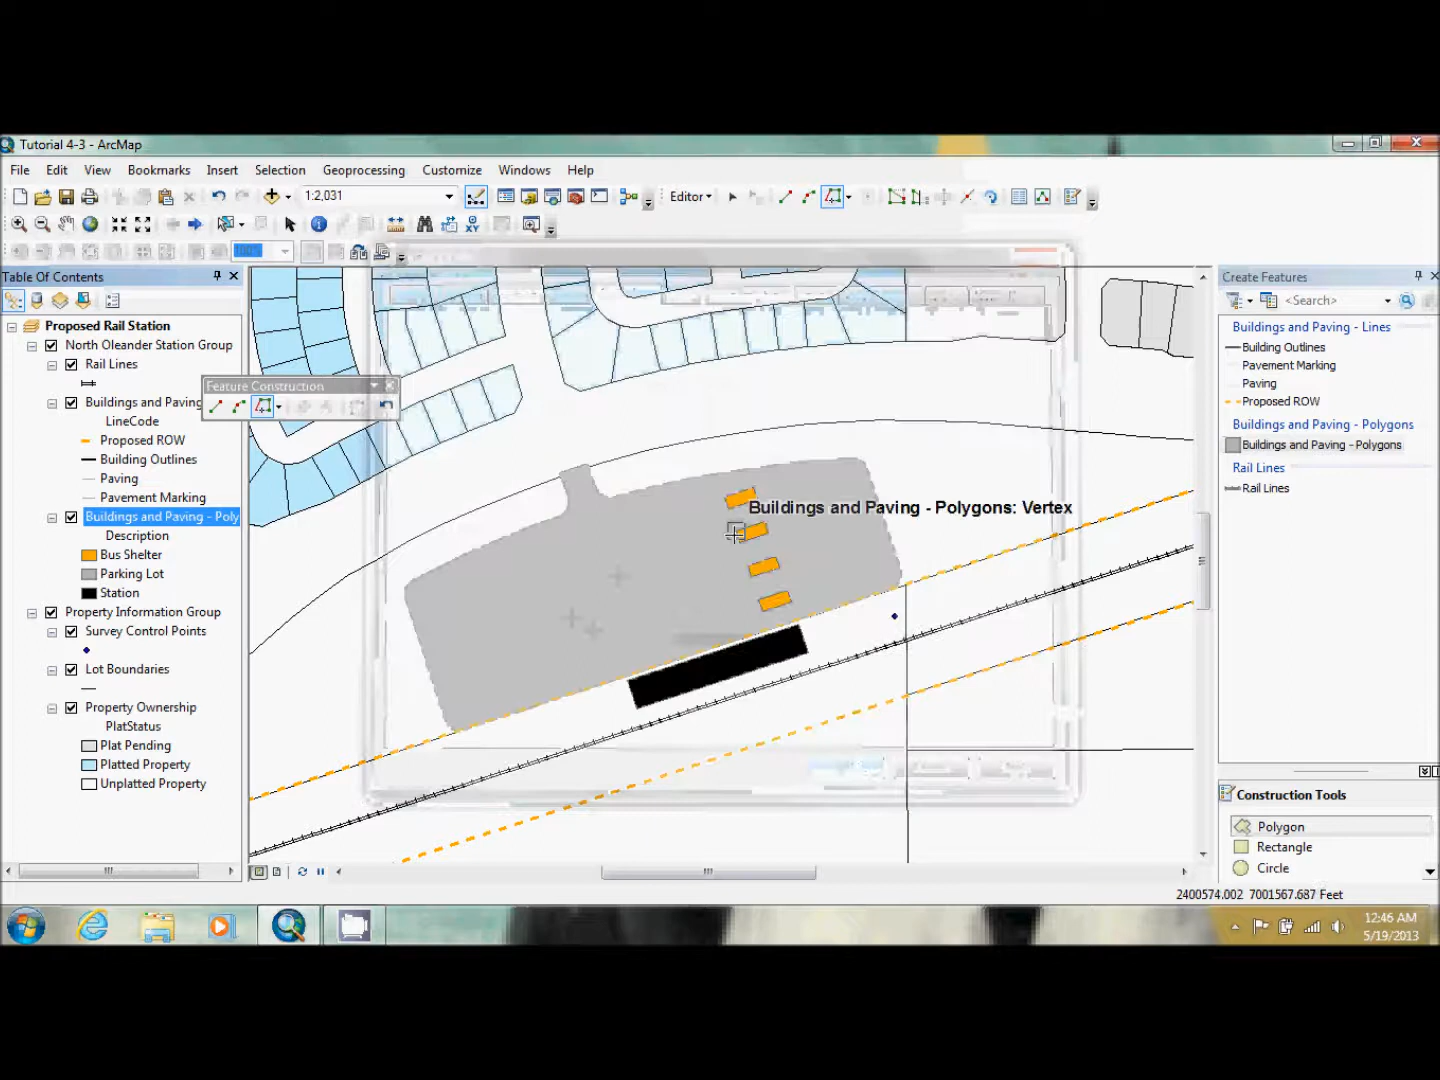 Tutorial 4-3 - ArcMap
File Edit View Bookmarks Insert Selection Geoprocessing Customize Windows Help
1:2,031
Editor
Table Of Contents
Create Features
<Search>
Proposed Rail Station
North Oleander Station Group
Rail Lines
Buildings and Paving
LineCode
Proposed ROW
Building Outlines
Paving
Pavement Marking
Buildings and Paving - Poly
Description
Bus Shelter
Parking Lot
Station
Property Information Group
Survey Control Points
Lot Boundaries
Property Ownership
PlatStatus
Plat Pending
Platted Property
Unplatted Property
Feature Construction
Buildings and Paving - Polygons: Vertex
Buildings and Paving - Lines
Building Outlines
Pavement Marking
Paving
Proposed ROW
Buildings and Paving - Polygons
Buildings and Paving - Polygons
Rail Lines
Rail Lines
Construction Tools
Polygon
Rectangle
Circle
2400574.002 7001567.687 Feet
12:46 AM
5/19/2013